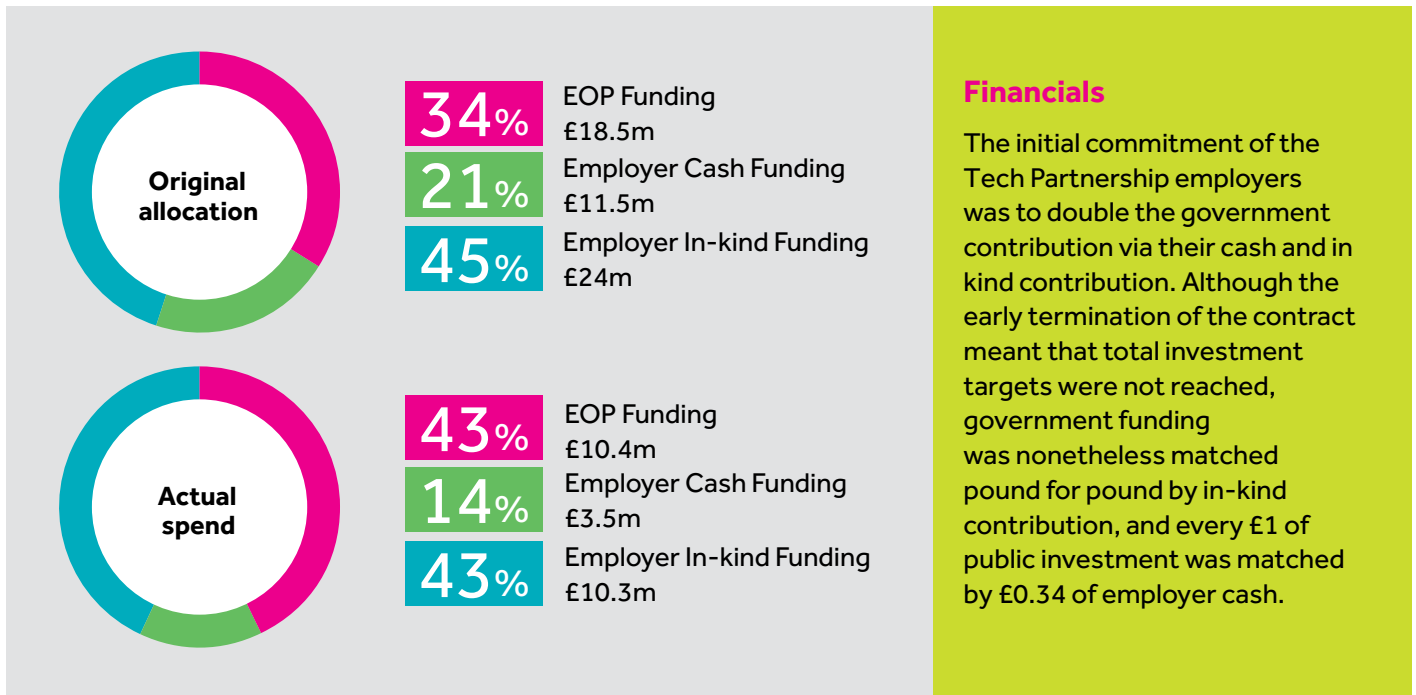 Original
allocation
34%
EOP Funding
£18.5m
21%
Employer Cash Funding
£11.5m
45%
Employer In-kind Funding
£24m
Actual
spend
43%
EOP Funding
£10.4m
14%
Employer Cash Funding
£3.5m
43%
Employer In-kind Funding
£10.3m
Financials
The initial commitment of the
Tech Partnership employers
was to double the government
contribution via their cash and in
kind contribution. Although the
early termination of the contract
meant that total investment
targets were not reached,
government funding
was nonetheless matched
pound for pound by in-kind
contribution, and every £1 of
public investment was matched
by £0.34 of employer cash.